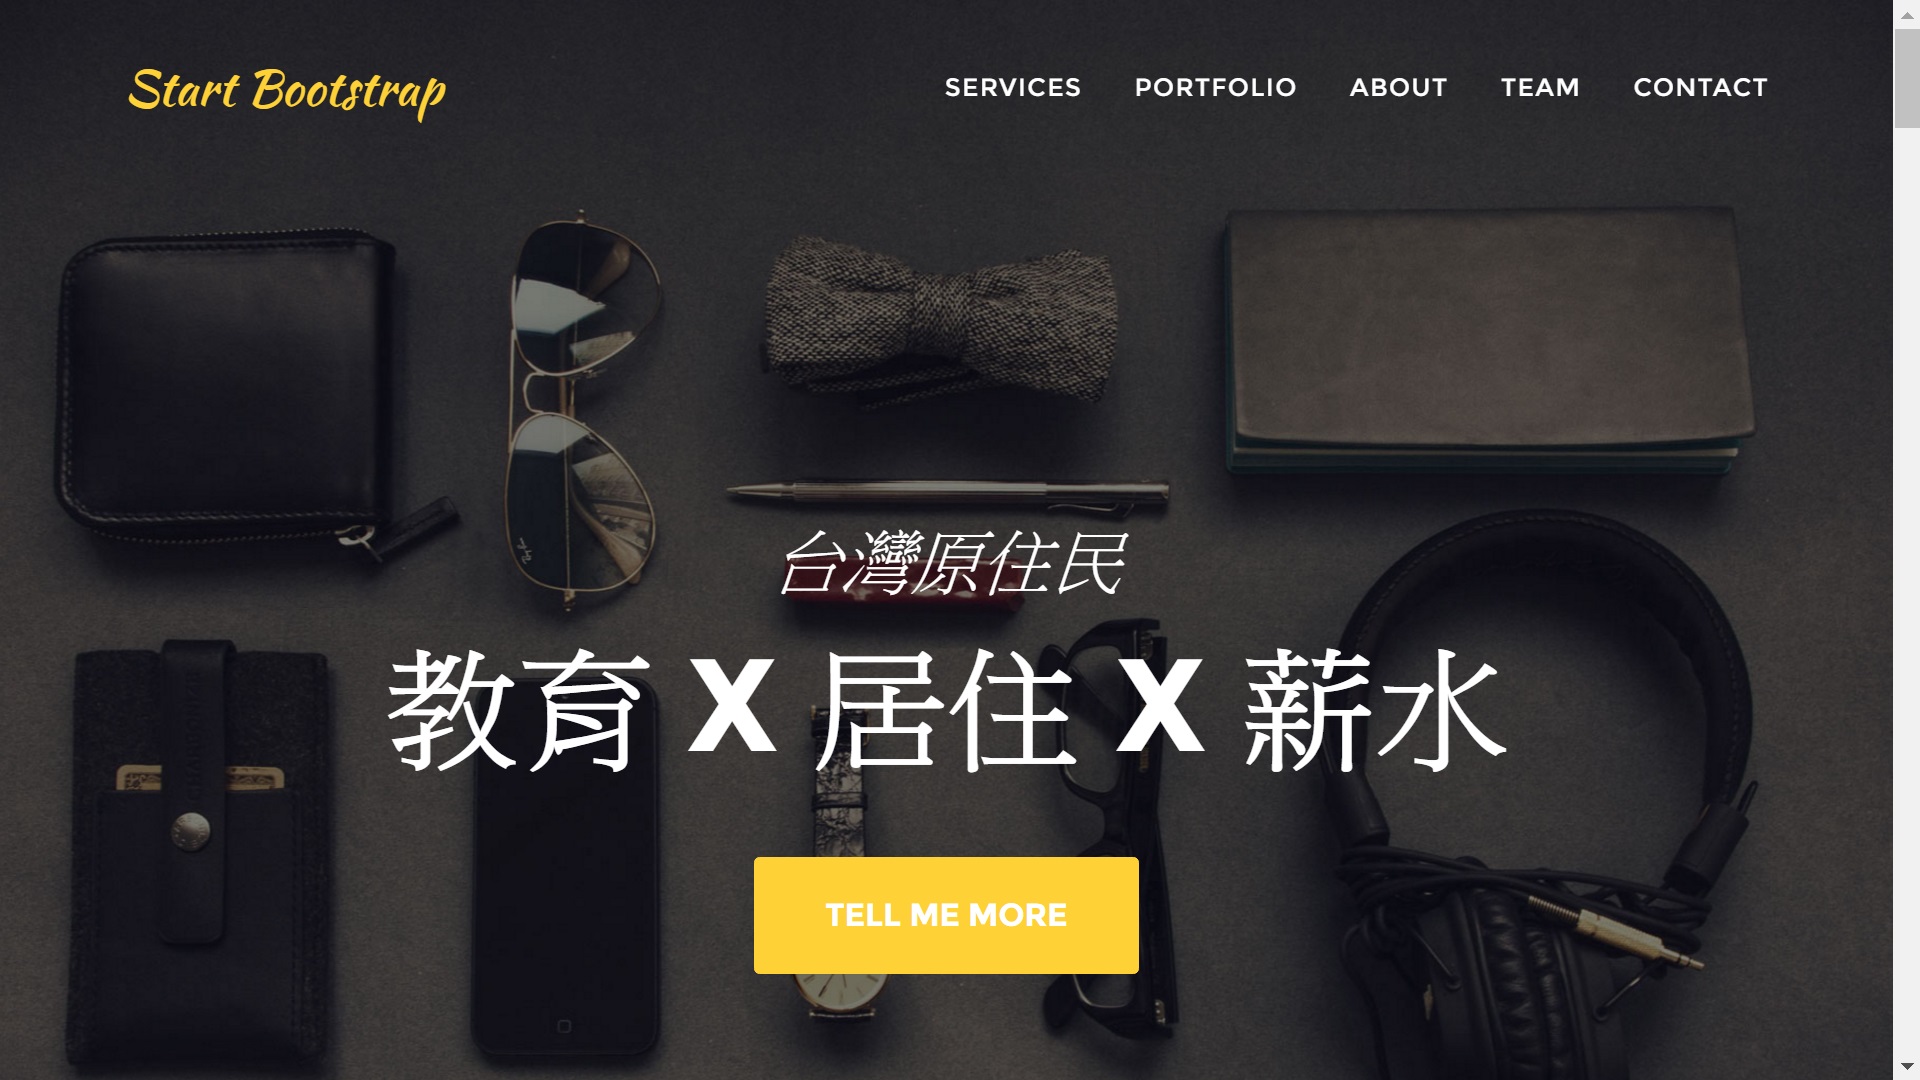 Start Bootstrap
SERVICES PORTFOLIO ABOUT TEAM CONTACT
台灣原住民
教育 X 居住 X 薪水
TELL ME MORE